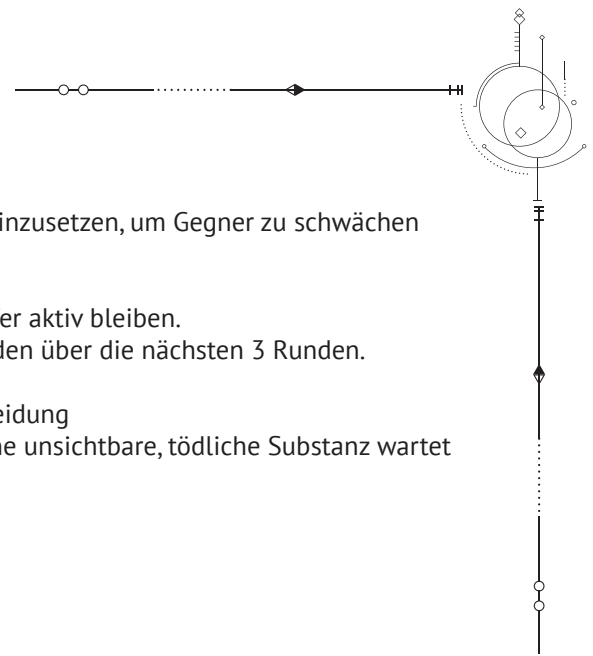 inzusetzen, um Gegner zu schwächen
er aktiv bleiben.
den über die nächsten 3 Runden.
eidung
ne unsichtbare, tödliche Substanz wartet